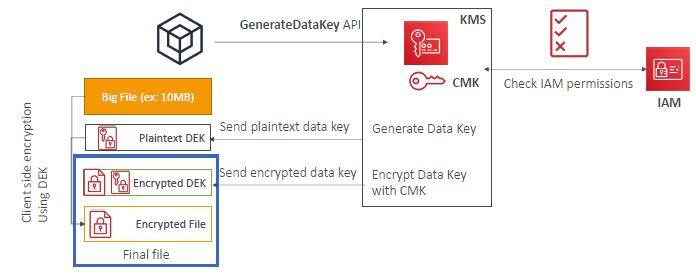 GenerateDataKey API
KMS
CMK
Check IAM permissions
IAM
Big File (ex: 10MB)
Client side encryption
Using DEK
Plaintext DEK
Send plaintext data key
Generate Data Key
Encrypted DEK
Send encrypted data key
Encrypt Data Key
with CMK
Encrypted File
Final file